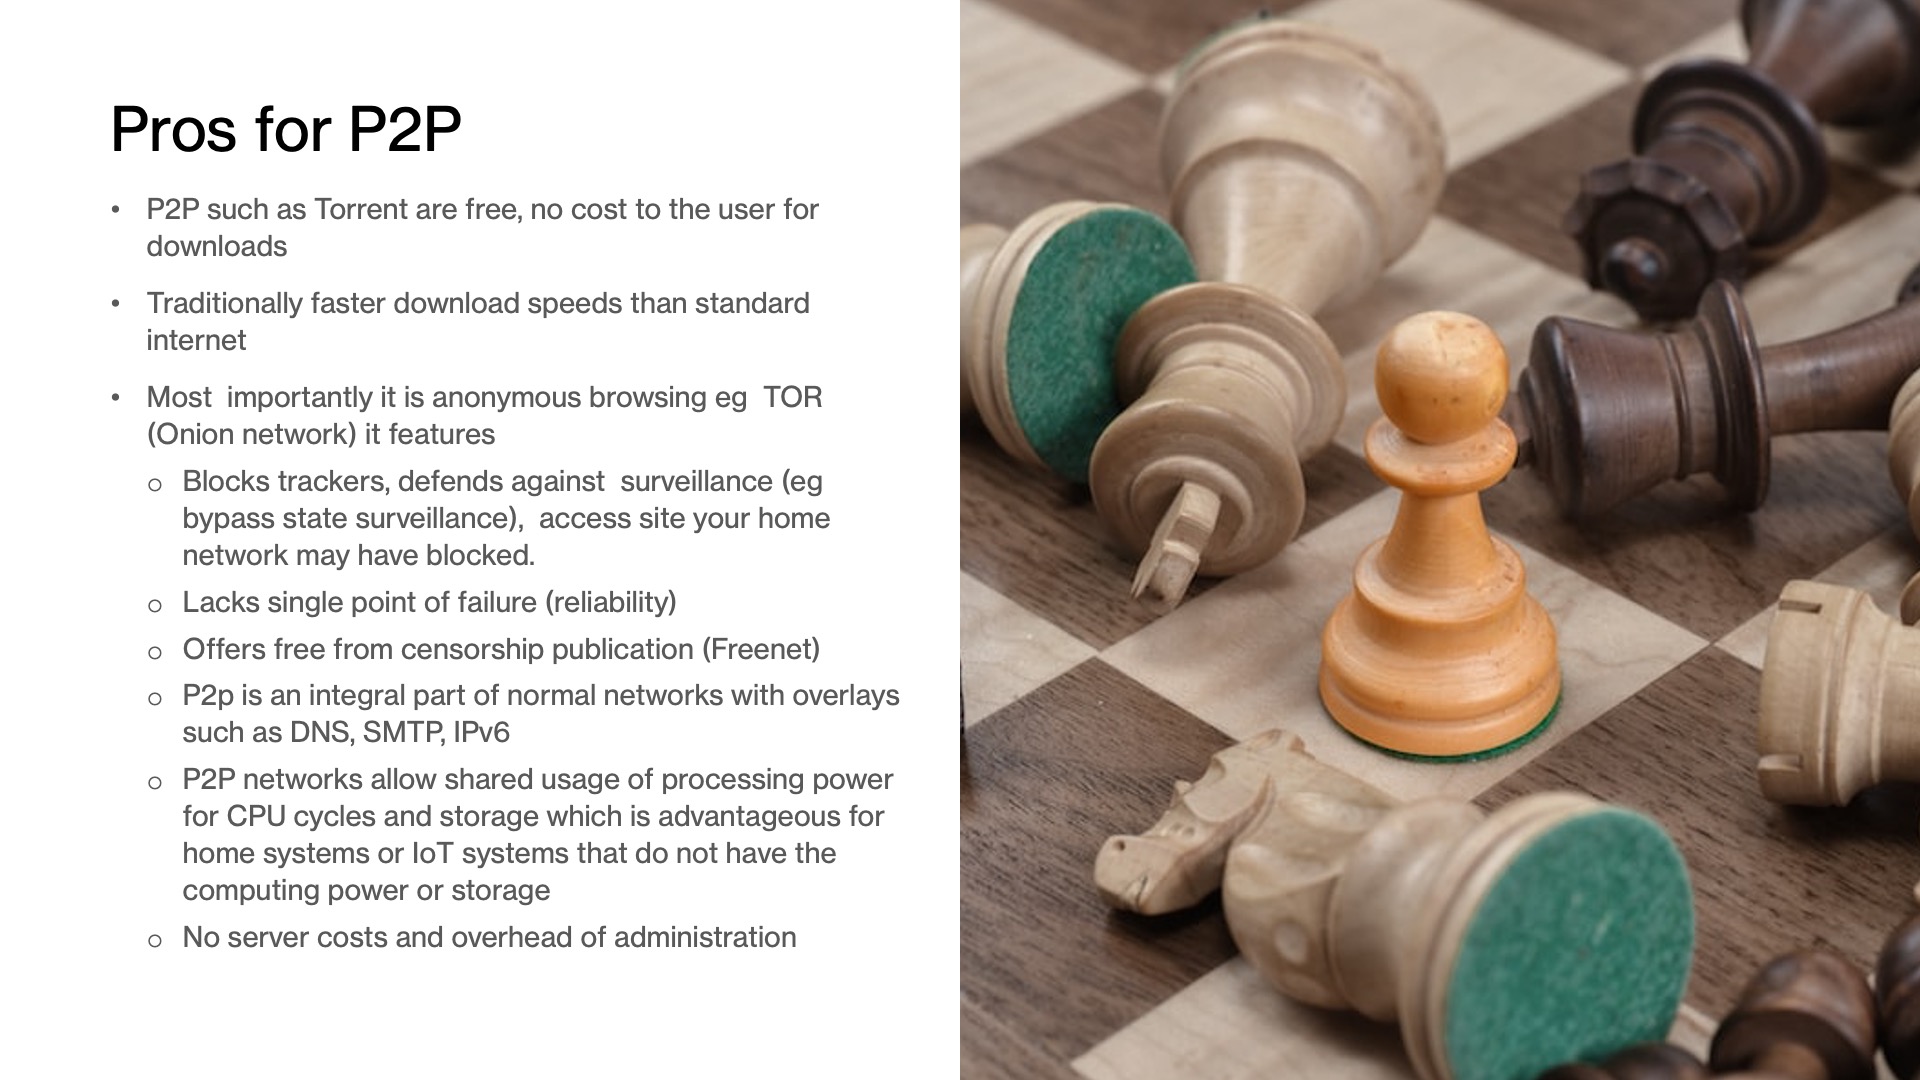 Pros for P2P
• P2P such as Torrent are free, no cost to the user for
downloads
• Traditionally faster download speeds than standard
internet
• Most  importantly it is anonymous browsing eg  TOR
(Onion network) it features
o Blocks trackers, defends against  surveillance (eg
bypass state surveillance),  access site your home
network may have blocked.
o Lacks single point of failure (reliability)
o Offers free from censorship publication (Freenet)
o P2p is an integral part of normal networks with overlays
such as DNS, SMTP, IPv6
o P2P networks allow shared usage of processing power
for CPU cycles and storage which is advantageous for
home systems or IoT systems that do not have the
computing power or storage
o No server costs and overhead of administration